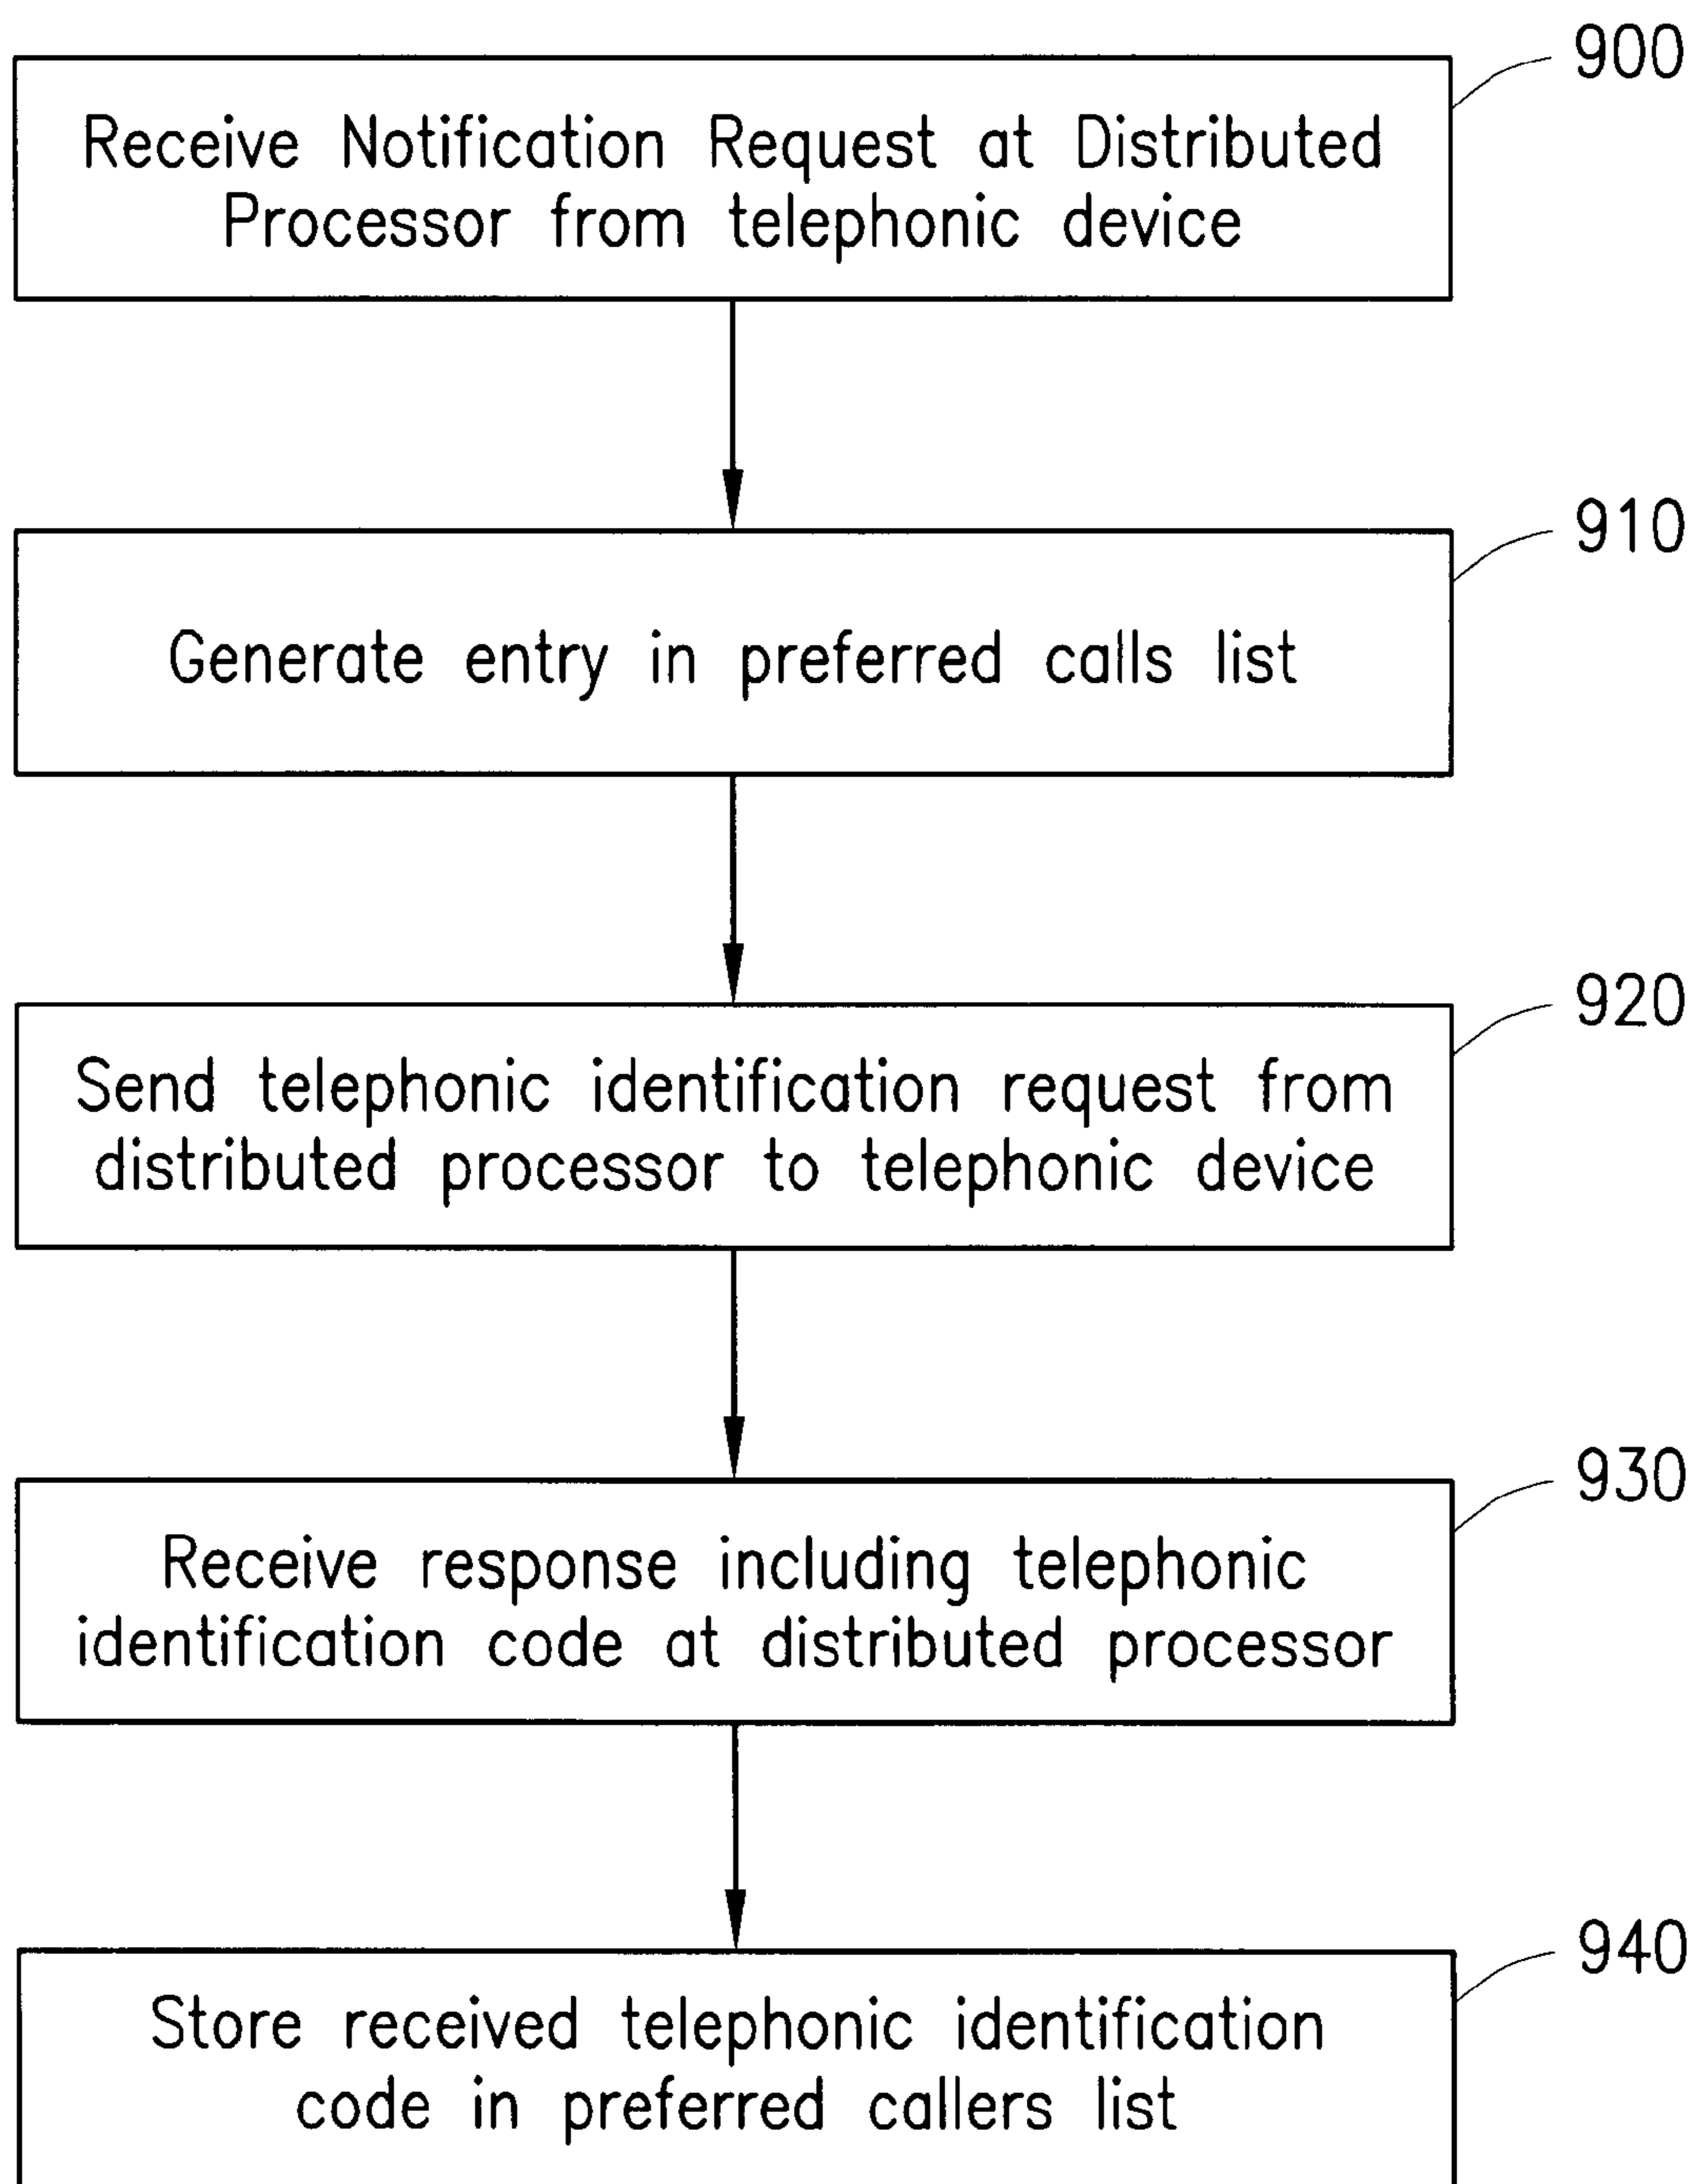 900
Receive Notification Request at Distributed
Processor from telephonic device
910
Generate entry in preferred calls list
920
Send telephonic identification request from
distributed processor to telephonic device
930
Receive response including telephonic
identification code at distributed processor
940
Store received telephonic identification
code in preferred callers list